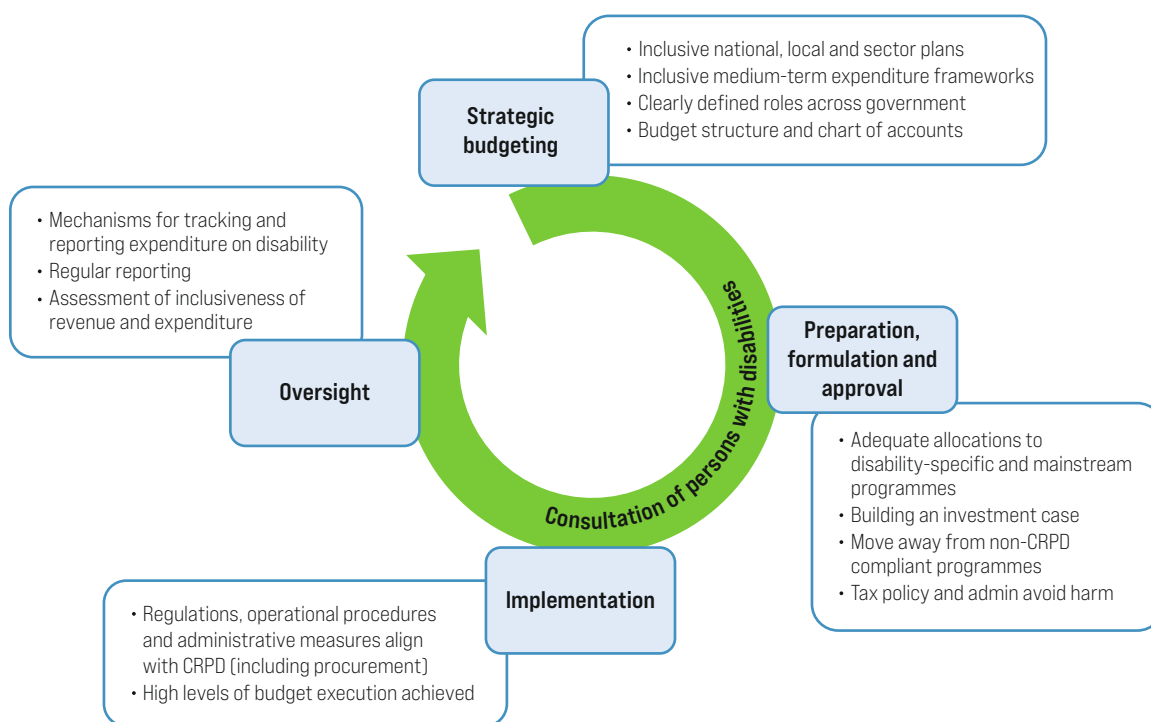 Strategic
budgeting
• Inclusive national, local and sector plans
• Inclusive medium-term expenditure frameworks
• Clearly defined roles across government
• Budget structure and chart of accounts
Preparation,
formulation and
approval
• Adequate allocations to
disability-specific and mainstream
programmes
• Building an investment case
• Move away from non-CRPD
compliant programmes
• Tax policy and admin avoid harm
Implementation
• Regulations, operational procedures
and administrative measures align
with CRPD (including procurement)
• High levels of budget execution achieved
Oversight
• Mechanisms for tracking and
reporting expenditure on disability
• Regular reporting
• Assessment of inclusiveness of
revenue and expenditure
Consultation of persons with disabilities